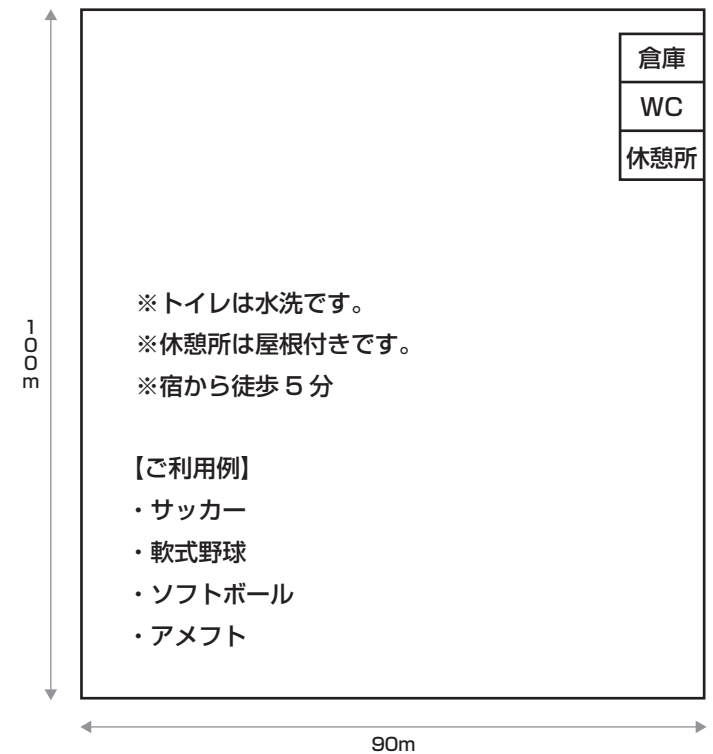 倉庫
WC
休憩所
※トイレは水洗です。
※休憩所は屋根付きです。
※宿から徒歩 5 分
100m
【ご利用例】
・サッカー
・軟式野球
・ソフトボール
・アメフト
90m